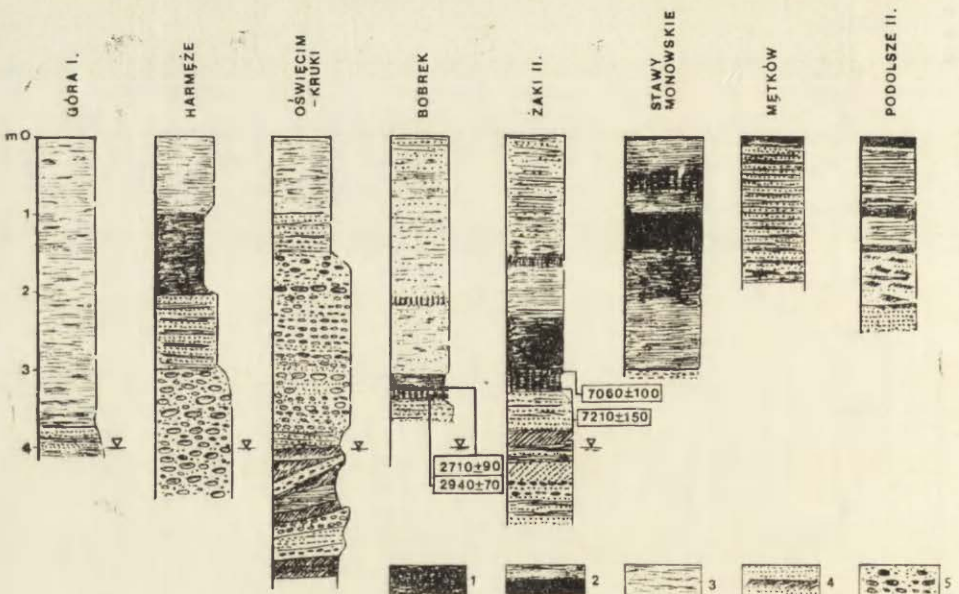 GÓRA I.
HARMĘŻE
OŚWIĘCIM
-KRUKI
BOBREK
ŻAKI II.
STAWY
MONOWSKIE
MĘTKÓW
PODOLSZE II.
m 0
1
2
3
4
7060±100
7210±150
2710±90
2940±70
1
2
3
4
5